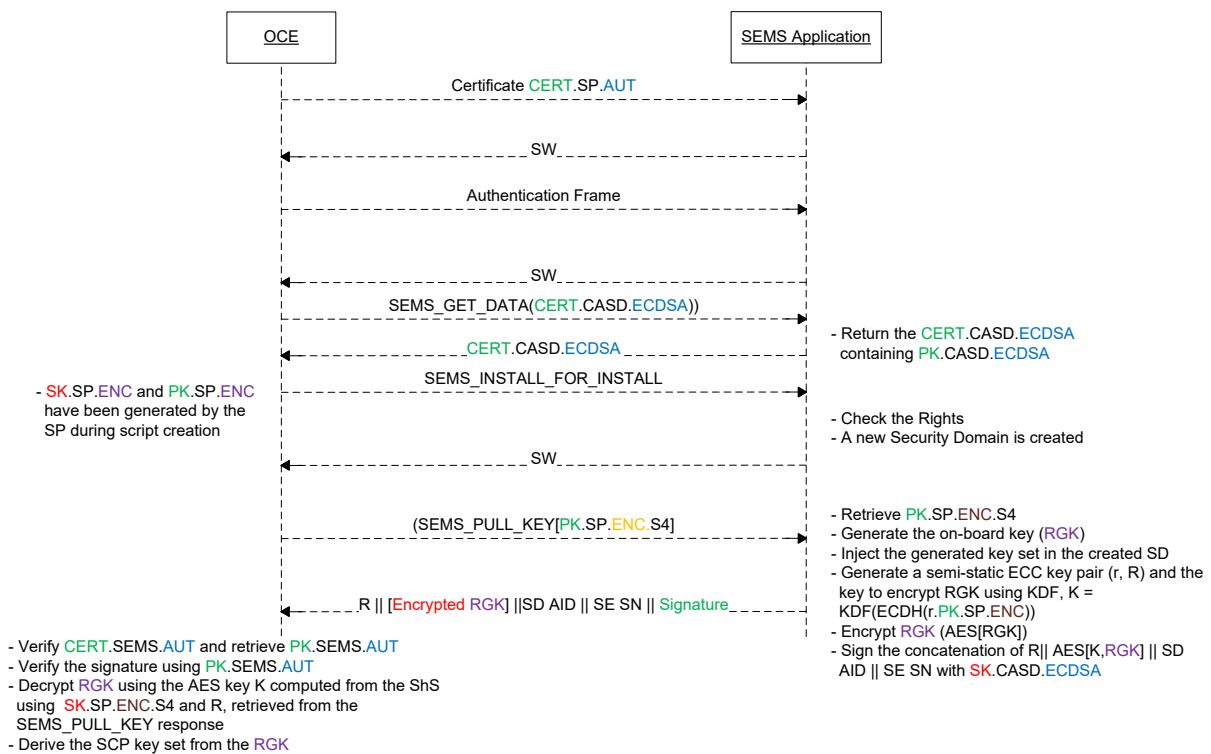 OCE
SEMS Application
Certificate CERT.SP.AUT
SW
Authentication Frame
SW
SEMS_GET_DATA(CERT.CASD.ECDSA))
- Return the CERT.CASD.ECDSA
containing PK.CASD.ECDSA
CERT.CASD.ECDSA
SEMS_INSTALL_FOR_INSTALL
- SK.SP.ENC and PK.SP.ENC
have been generated by the
SP during script creation
- Check the Rights
- A new Security Domain is created
SW
(SEMS_PULL_KEY[PK.SP.ENC.S4]
- Retrieve PK.SP.ENC.S4
- Generate the on-board key (RGK)
- Inject the generated key set in the created SD
- Generate a semi-static ECC key pair (r, R) and the
key to encrypt RGK using KDF, K =
KDF(ECDH(r.PK.SP.ENC))
- Encrypt RGK (AES[RGK])
- Sign the concatenation of R|| AES[K,RGK] || SD
AID || SE SN with SK.CASD.ECDSA
R || [Encrypted RGK] ||SD AID || SE SN || Signature
- Verify CERT.SEMS.AUT and retrieve PK.SEMS.AUT
- Verify the signature using PK.SEMS.AUT
- Decrypt RGK using the AES key K computed from the ShS
using SK.SP.ENC.S4 and R, retrieved from the
SEMS_PULL_KEY response
- Derive the SCP key set from the RGK